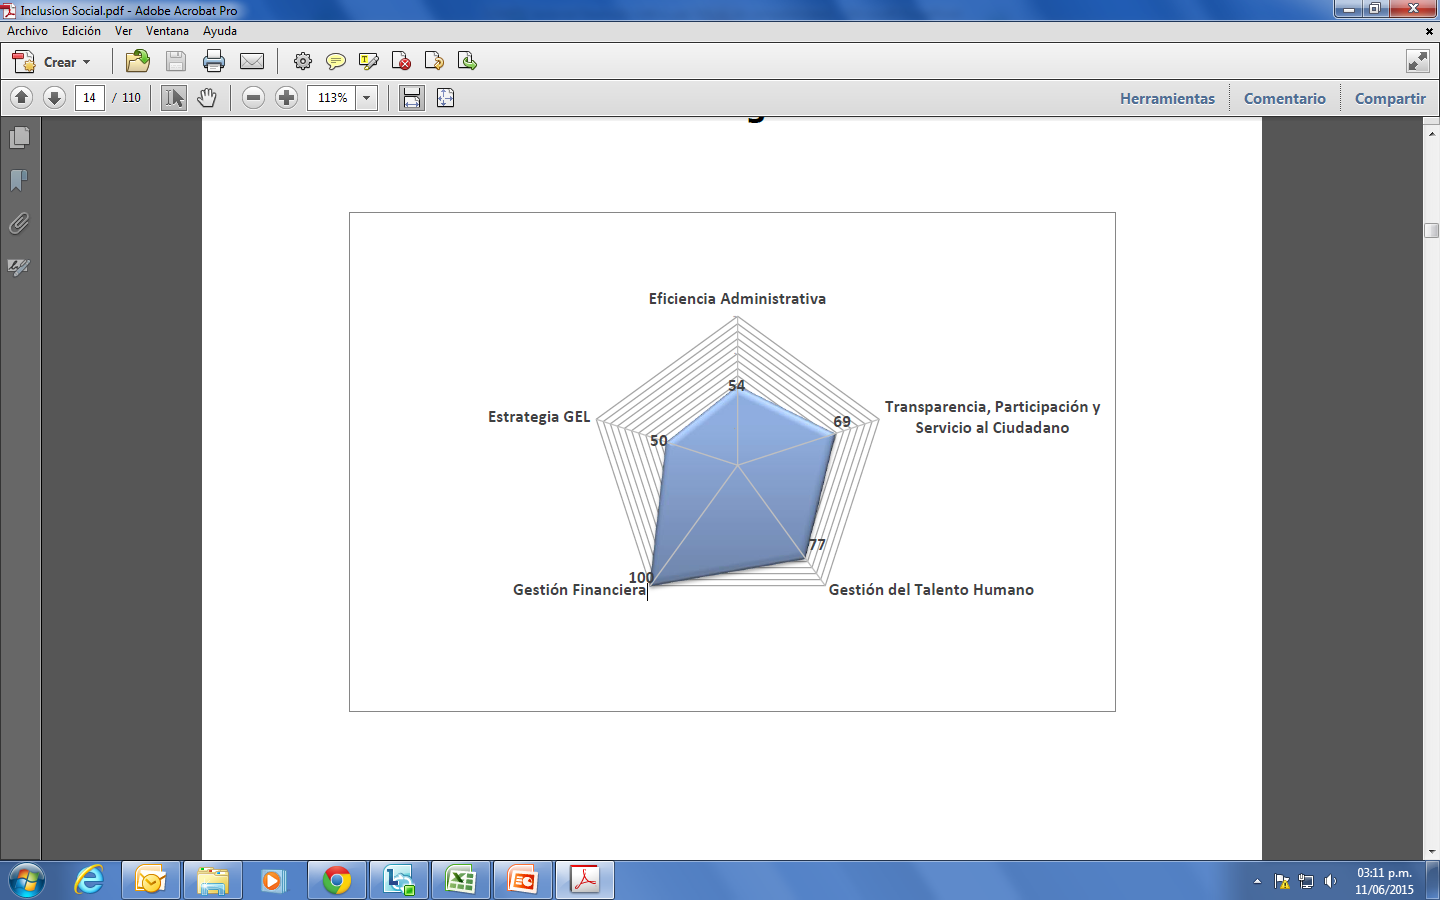 Inclusion Social.pdf - Adobe Acrobat Pro
Archivo Edición Ver Ventana Ayuda
Crear
14 / 110 113% Herramientas Comentario Compartir
Eficiencia Administrativa
54
Transparencia, Participación y
Servicio al Ciudadano
69
Estrategia GEL
50
77
Gestión del Talento Humano
100
Gestión Financiera
03:11 p.m.
11/06/2015